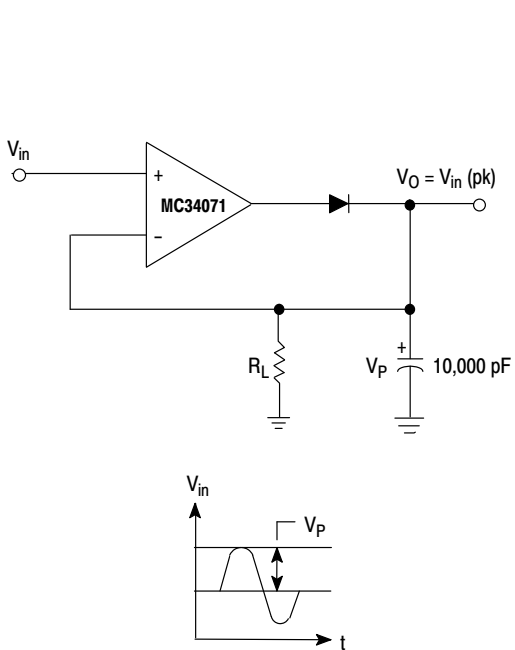 Vin
VO = Vin (pk)
+
MC34071
–
+
RL
VP
10,000 pF
Vin
VP
t